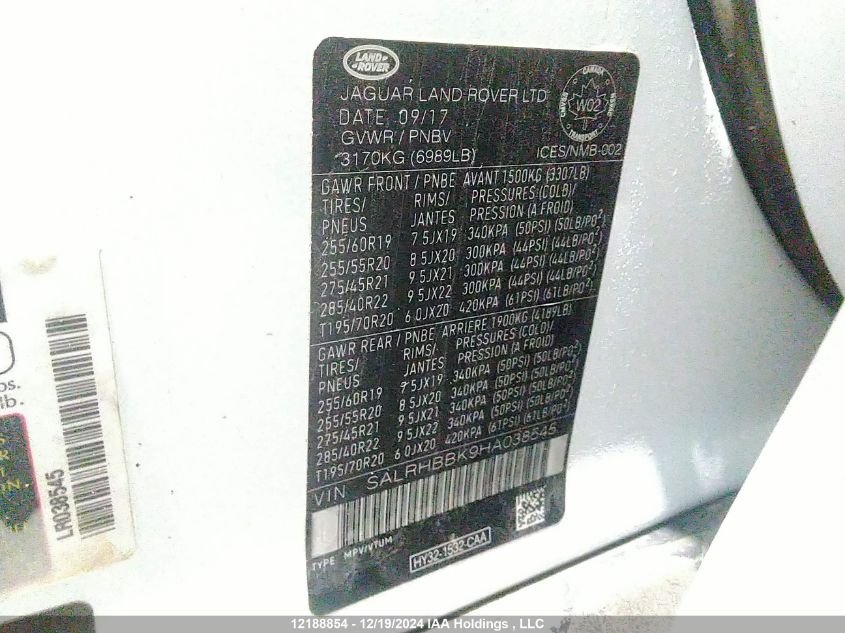 LAND
ROVER
JAGUAR LAND ROVER LTD
DATE 09/17
GVWR / PNBV
3170KG (6989LB)
CANADA
W02
TRANSPORT
ICES/NMB-002
GAWR FRONT / PNBE AVANT 1500KG (3307LB)
TIRES/ RIMS/ PRESSURES (COLD)/
PNEUS JANTES PRESSION (A FROID)
255/60R19 7 5JX19 340KPA (50PSI) (50LB/PO²)
255/55R20 8 5JX20 300KPA (44PSI) (44LB/PO²)
275/45R21 9 5JX21 300KPA (44PSI) (44LB/PO²)
285/40R22 9 5JX22 300KPA (44PSI) (44LB/PO²)
T195/70R20 6 0JX20 420KPA (61PSI) (61LB/PO²)
GAWR REAR / PNBE ARRIERE 1900KG (4189LB)
TIRES/ RIMS/ PRESSURES (COLD)/
PNEUS JANTES PRESSION (A FROID)
255/60R19 7 5JX19 340KPA (50PSI) (50LB/PO²)
255/55R20 8 5JX20 340KPA (50PSI) (50LB/PO²)
275/45R21 9 5JX21 340KPA (50PSI) (50LB/PO²)
285/40R22 9 5JX22 340KPA (50PSI) (50LB/PO²)
T195/70R20 6 0JX20 420KPA (61PSI) (61LB/PO²)
VIN SALRHBBK9HA038545
TYPE MPV/VTUM
HY32-1532-CAA
LR038545
lb.
12188854 - 12/19/2024 IAA Holdings , LLC